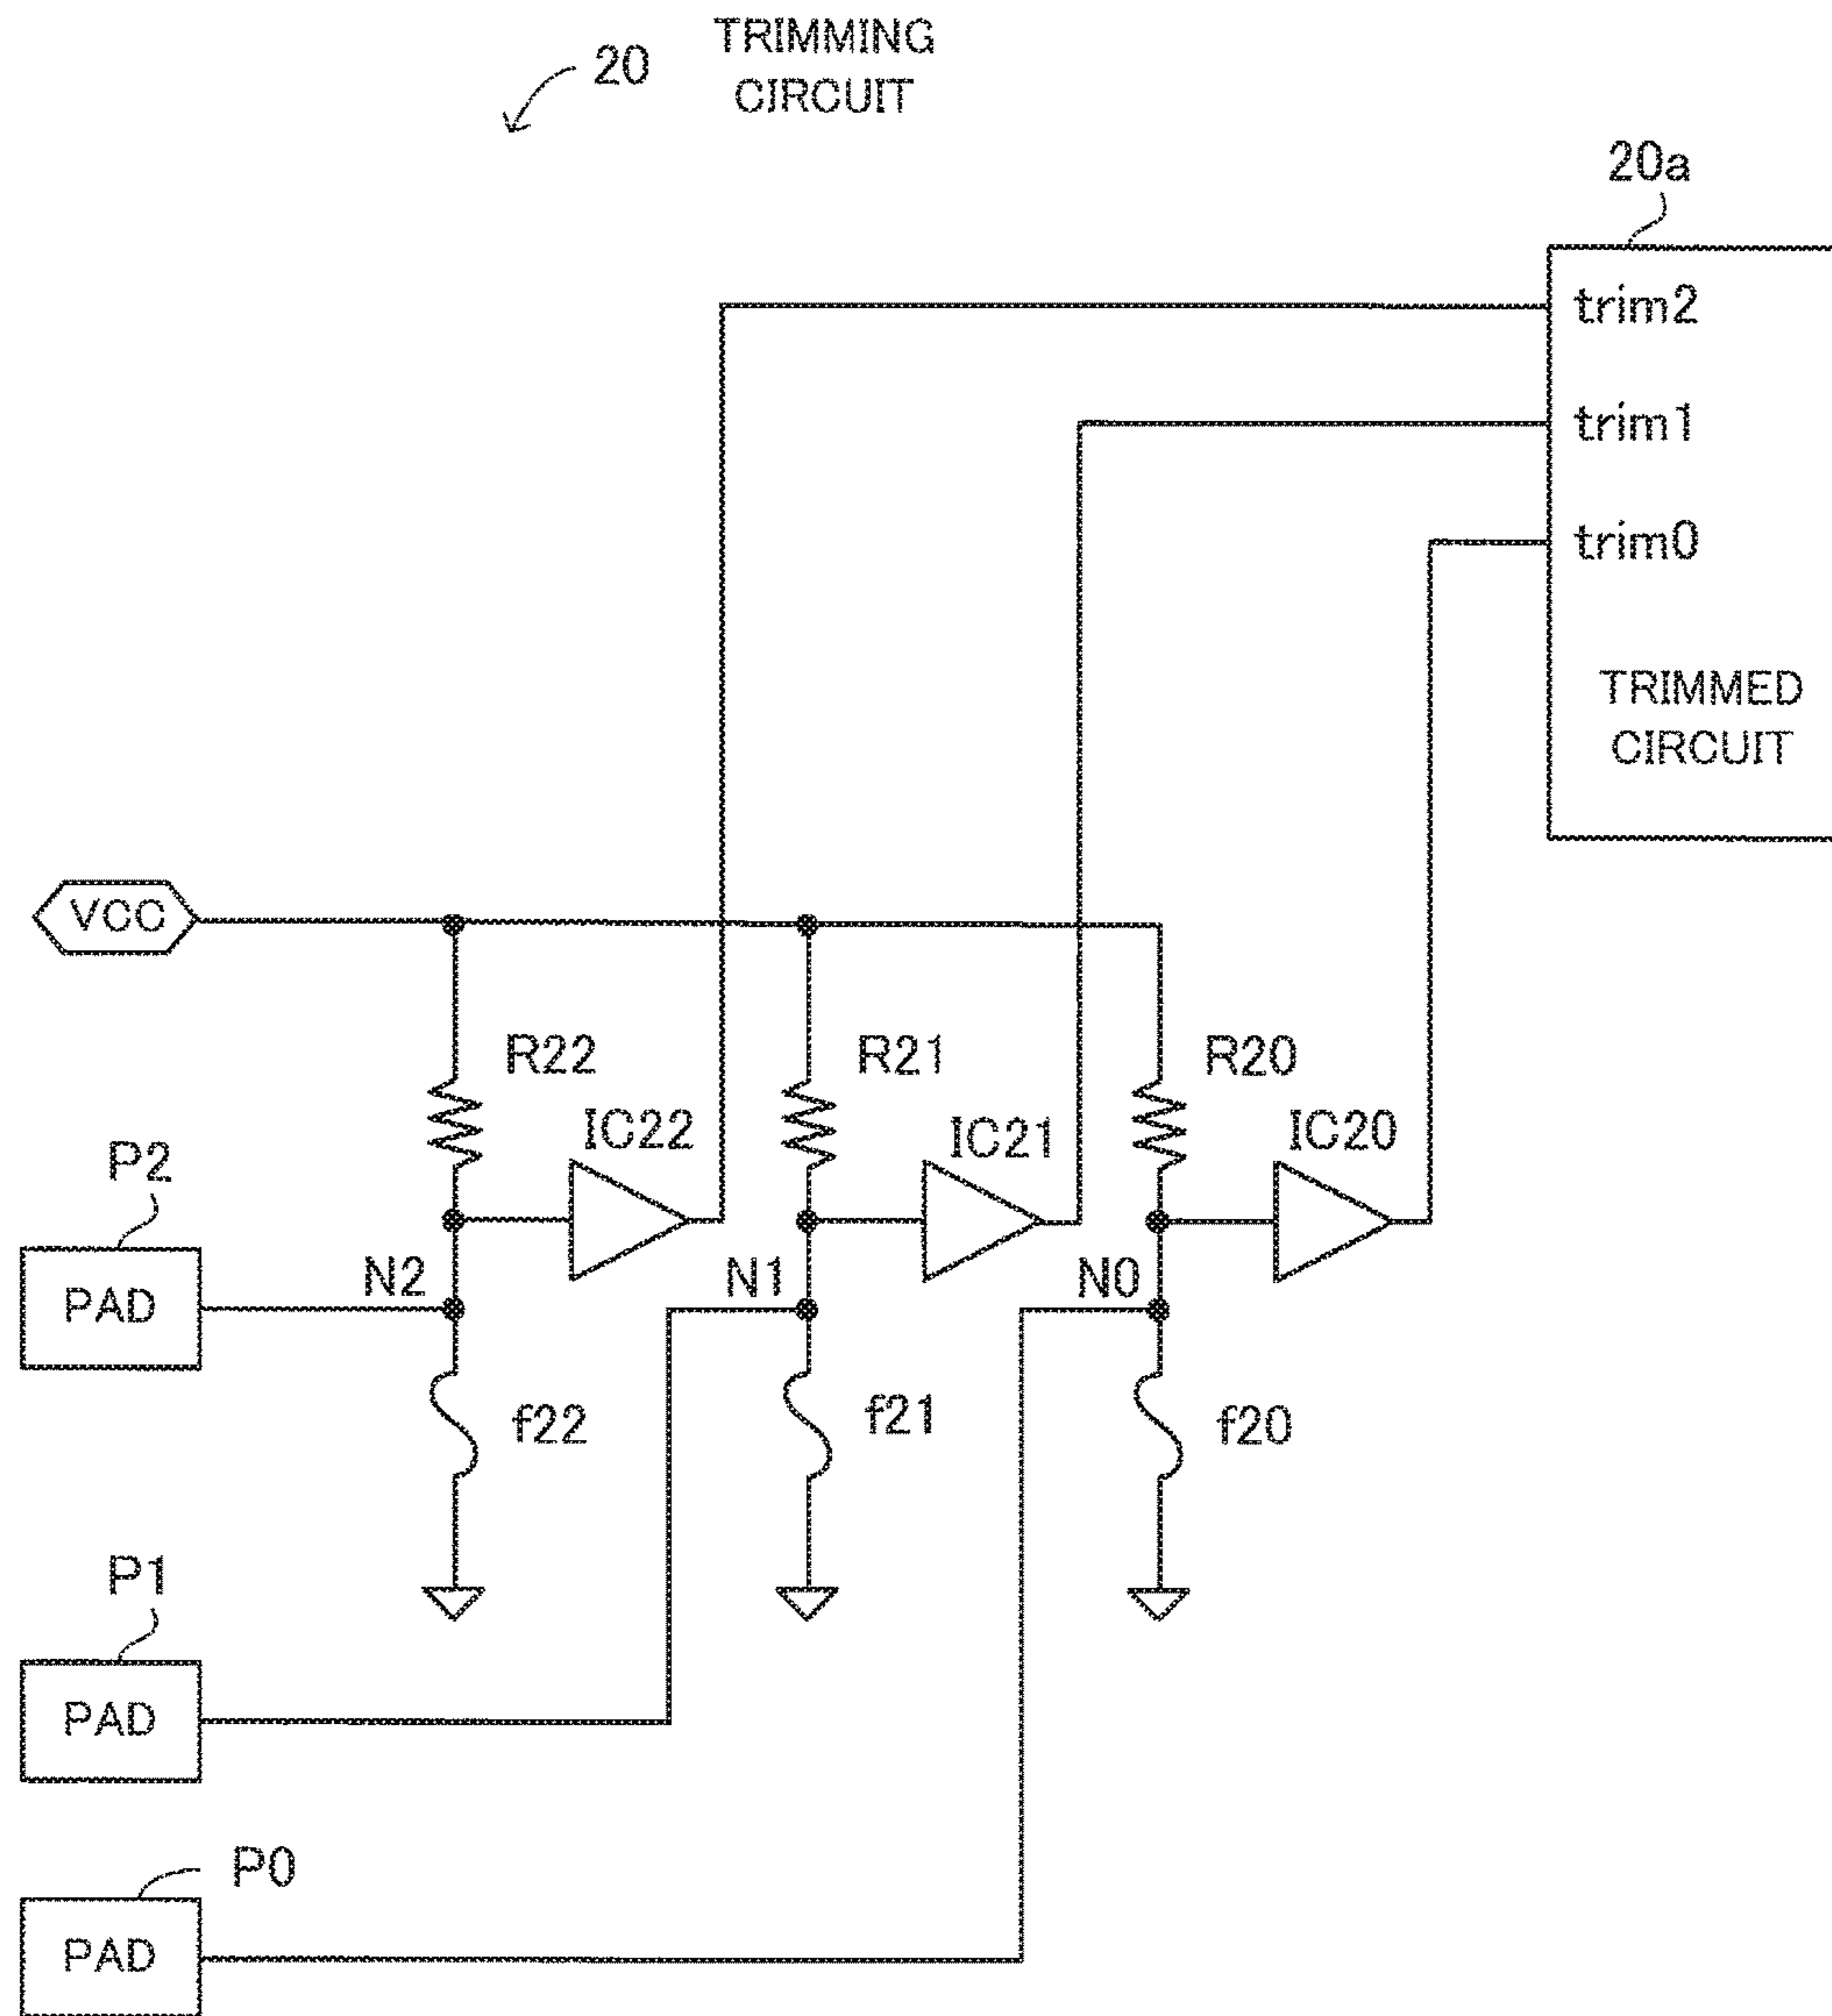 20
TRIMMING
CIRCUIT
20a
trim2
trim1
trim0
TRIMMED
CIRCUIT
VCC
R22
R21
R20
IC22
IC21
IC20
P2
PAD
N2
N1
N0
f22
f21
f20
P1
PAD
P0
PAD